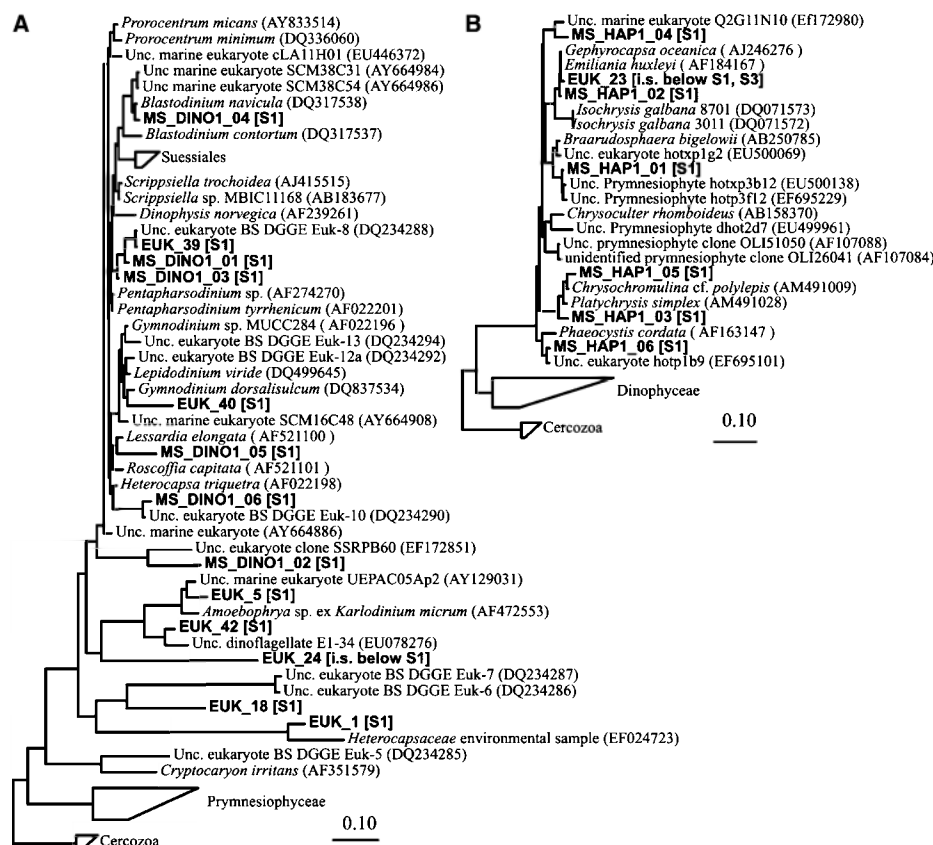 A
Prorocentrum micans (AY833514)
Prorocentrum minimum (DQ336060)
Unc. marine eukaryote cLA11H01 (EU446372)
Unc marine eukaryote SCM38C31 (AY664984)
Unc marine eukaryote SCM38C54 (AY664986)
Blastodinium navicula (DQ317538)
MS_DINO1_04 [S1]
Blastodinium contortum (DQ317537)
Suessiales
Scrippsiella trochoidea (AJ415515)
Scrippsiella sp. MBIC11168 (AB183677)
Dinophysis norvegica (AF239261)
Unc. eukaryote BS DGGE Euk-8 (DQ234288)
EUK_39 [S1]
MS_DINO1_01 [S1]
MS_DINO1_03 [S1]
Pentapharsodinium sp. (AF274270)
Pentapharsodinium tyrrhenicum (AF022201)
Gymnodinium sp. MUCC284 ( AF022196 )
Unc. eukaryote BS DGGE Euk-13 (DQ234294)
Unc. eukaryote BS DGGE Euk-12a (DQ234292)
Lepidodinium viride (DQ499645)
Gymnodinium dorsalisulcum (DQ837534)
EUK_40 [S1]
Unc. marine eukaryote SCM16C48 (AY664908)
Lessardia elongata ( AF521100 )
MS_DINO1_05 [S1]
Roscoffia capitata ( AF521101 )
Heterocapsa triquetra (AF022198)
MS_DINO1_06 [S1]
Unc. eukaryote BS DGGE Euk-10 (DQ234290)
Unc. marine eukaryote (AY664886)
Unc. eukaryote clone SSRPB60 (EF172851)
MS_DINO1_02 [S1]
Unc. marine eukaryote UEPAC05Ap2 (AY129031)
EUK_5 [S1]
Amoebophrya sp. ex Karlodinium micrum (AF472553)
EUK_42 [S1]
Unc. dinoflagellate E1-34 (EU078276)
EUK_24 [i.s. below S1]
Unc. eukaryote BS DGGE Euk-7 (DQ234287)
Unc. eukaryote BS DGGE Euk-6 (DQ234286)
EUK_18 [S1]
EUK_1 [S1]
Heterocapsaceae environmental sample (EF024723)
Unc. eukaryote BS DGGE Euk-5 (DQ234285)
Cryptocaryon irritans (AF351579)
Prymnesiophyceae
0.10
Cercozoa
B
Unc. marine eukaryote Q2G11N10 (Ef172980)
MS_HAP1_04 [S1]
Gephyrocapsa oceanica ( AJ246276 )
Emiliania huxleyi ( AF184167 )
EUK_23 [i.s. below S1, S3]
MS_HAP1_02 [S1]
Isochrysis galbana 8701 (DQ071573)
Isochrysis galbana 3011 (DQ071572)
Braarudosphaera bigelowii (AB250785)
Unc. eukaryote hotxp1g2 (EU500069)
MS_HAP1_01 [S1]
Unc. Prymnesiophyte hotxp3b12 (EU500138)
Unc. Prymnesiophyte hotp3f12 (EF695229)
Chrysoculter rhomboideus (AB158370)
Unc. Prymnesiophyte dhot2d7 (EU499961)
Unc. prymnesiophyte clone OLI51050 (AF107088)
unidentified prymnesiophyte clone OLI26041 (AF107084)
MS_HAP1_05 [S1]
Chrysochromulina cf. polylepis (AM491009)
Platychrysis simplex (AM491028)
MS_HAP1_03 [S1]
Phaeocystis cordata ( AF163147 )
MS_HAP1_06 [S1]
Unc. eukaryote hotp1b9 (EF695101)
Dinophyceae
0.10
Cercozoa